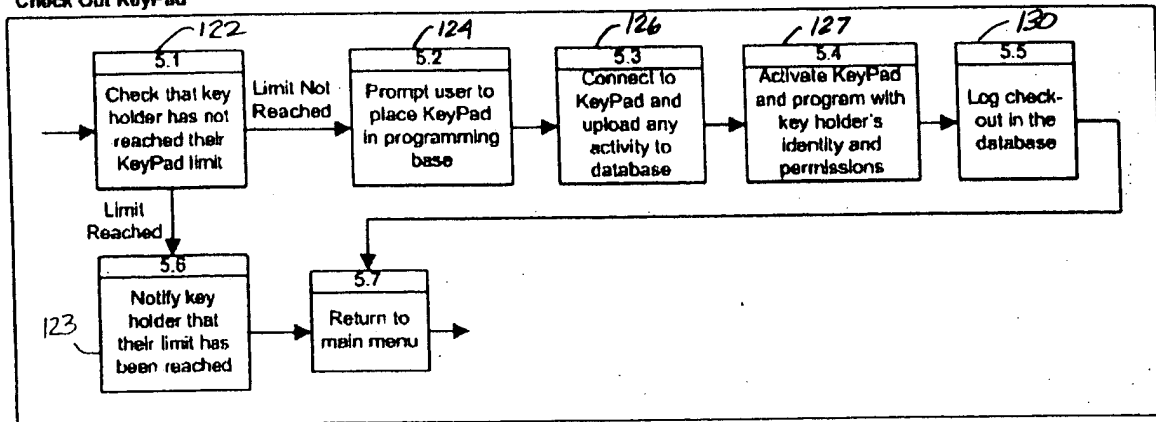 Check Out KeyPad
122
5.1
Check that key
holder has not
reached their
KeyPad limit
Limit Not
Reached
124
5.2
Prompt user to
place KeyPad
in programming
base
126
5.3
Connect to
KeyPad and
upload any
activity to
database
127
5.4
Activate KeyPad
and program with
key holder's
identity and
permissions
130
5.5
Log check-
out in the
database
Limit
Reached
123
5.6
Notify key
holder that
their limit has
been reached
5.7
Return to
main menu